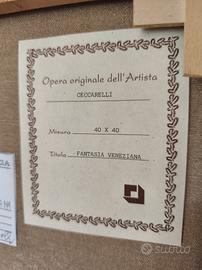 Opera originale dell'Artista
CECCARELLI
Misura 40 X 40
Titolo FANTASIA VENEZIANA
Subito